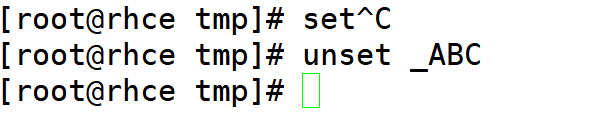 [root@rhce tmp]# set^C
[root@rhce tmp]# unset _ABC
[root@rhce tmp]#